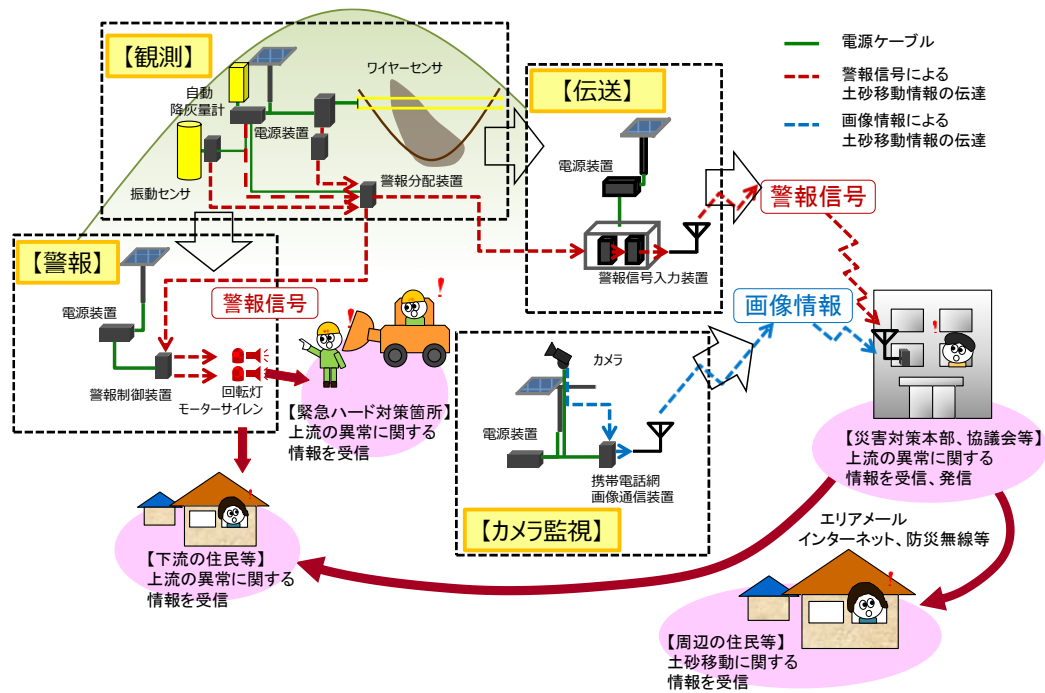 【観測】
自動
降灰量計
電源装置
ワイヤーセンサ
振動センサ
警報分配装置
【伝送】
電源装置
警報信号入力装置
電源ケーブル
警報信号による
土砂移動情報の伝達
画像情報による
土砂移動情報の伝達
警報信号
画像情報
【警報】
電源装置
警報信号
警報制御装置
回転灯
モーターサイレン
【緊急ハード対策箇所】
上流の異常に関する
情報を受信
カメラ
電源装置
携帯電話網
画像通信装置
【カメラ監視】
【災害対策本部、協議会等】
上流の異常に関する
情報を受信、発信
エリアメール
インターネット、防災無線等
【下流の住民等】
上流の異常に関する
情報を受信
【周辺の住民等】
土砂移動に関する
情報を受信